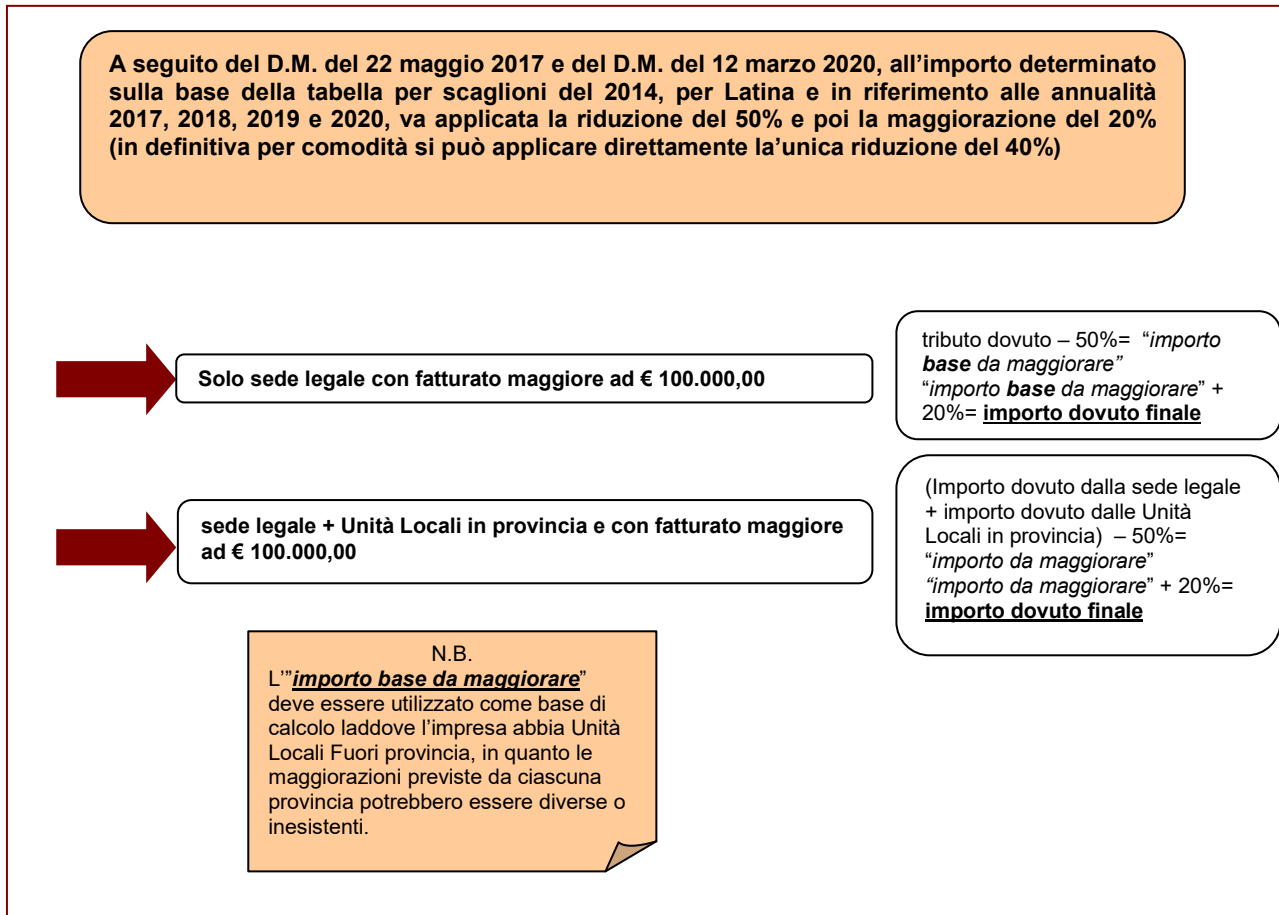 A seguito del D.M. del 22 maggio 2017 e del D.M. del 12 marzo 2020, all'importo determinato
sulla base della tabella per scaglioni del 2014, per Latina e in riferimento alle annualità
2017, 2018, 2019 e 2020, va applicata la riduzione del 50% e poi la maggiorazione del 20%
(in definitiva per comodità si può applicare direttamente la'unica riduzione del 40%)
Solo sede legale con fatturato maggiore ad € 100.000,00
tributo dovuto – 50%= “importo
base da maggiorare”
“importo base da maggiorare” +
20%= importo dovuto finale
sede legale + Unità Locali in provincia e con fatturato maggiore
ad € 100.000,00
(Importo dovuto dalla sede legale
+ importo dovuto dalle Unità
Locali in provincia) – 50%=
“importo da maggiorare”
“importo da maggiorare” + 20%=
importo dovuto finale
N.B.
L'”importo base da maggiorare”
deve essere utilizzato come base di
calcolo laddove l'impresa abbia Unità
Locali Fuori provincia, in quanto le
maggiorazioni previste da ciascuna
provincia potrebbero essere diverse o
inesistenti.